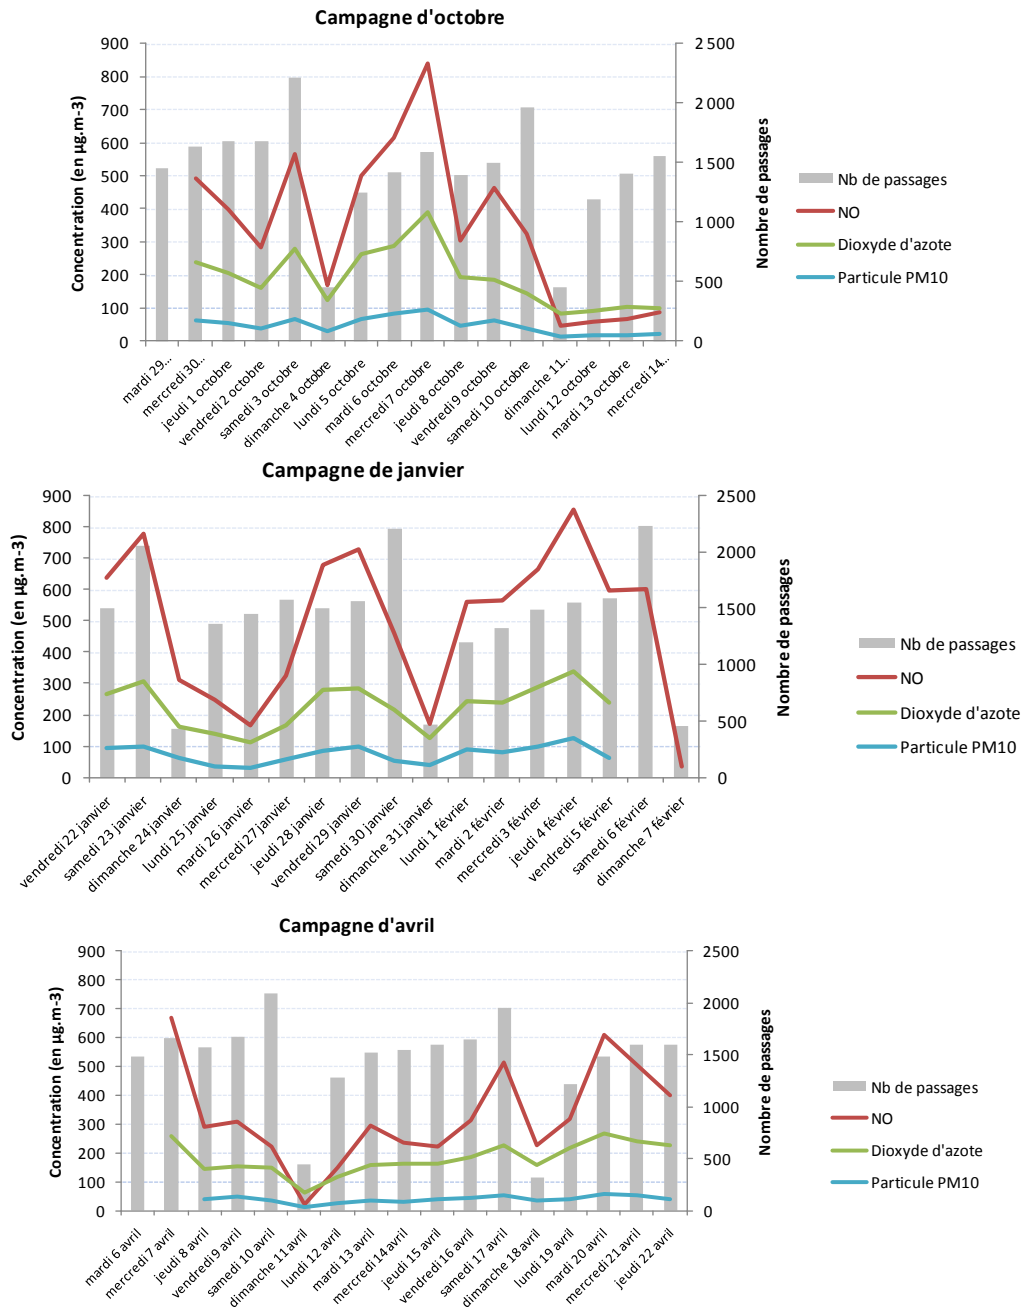 Campagne d'octobre
Concentration (en µg.m-3)
900
800
700
600
500
400
300
200
100
0
2 500
2 000
1 500
1 000
500
0
Nombre de passages
mardi 29...
mercredi 30...
jeudi 1 octobre
vendredi 2 octobre
samedi 3 octobre
dimanche 4 octobre
lundi 5 octobre
mardi 6 octobre
mercredi 7 octobre
jeudi 8 octobre
vendredi 9 octobre
samedi 10 octobre
dimanche 11...
lundi 12 octobre
mardi 13 octobre
mercredi 14...
Nb de passages
NO
Dioxyde d'azote
Particule PM10
Campagne de janvier
Concentration (en µg.m-3)
900
800
700
600
500
400
300
200
100
0
2500
2000
1500
1000
500
0
Nombre de passages
vendredi 22 janvier
samedi 23 janvier
dimanche 24 janvier
lundi 25 janvier
mardi 26 janvier
mercredi 27 janvier
jeudi 28 janvier
vendredi 29 janvier
samedi 30 janvier
dimanche 31 janvier
lundi 1 février
mardi 2 février
mercredi 3 février
jeudi 4 février
vendredi 5 février
samedi 6 février
dimanche 7 février
Nb de passages
NO
Dioxyde d'azote
Particule PM10
Campagne d'avril
Concentration (en µg.m-3)
900
800
700
600
500
400
300
200
100
0
2500
2000
1500
1000
500
0
Nombre de passages
mardi 6 avril
mercredi 7 avril
jeudi 8 avril
vendredi 9 avril
samedi 10 avril
dimanche 11 avril
lundi 12 avril
mardi 13 avril
mercredi 14 avril
jeudi 15 avril
vendredi 16 avril
samedi 17 avril
dimanche 18 avril
lundi 19 avril
mardi 20 avril
mercredi 21 avril
jeudi 22 avril
Nb de passages
NO
Dioxyde d'azote
Particule PM10